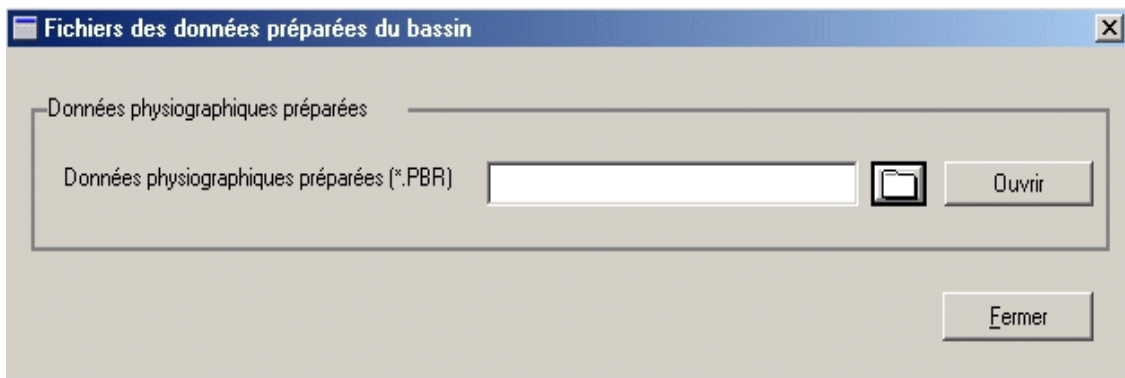 Fichiers des données préparées du bassin
Données physiographiques préparées
Données physiographiques préparées (*.PBR)
Ouvrir
Fermer